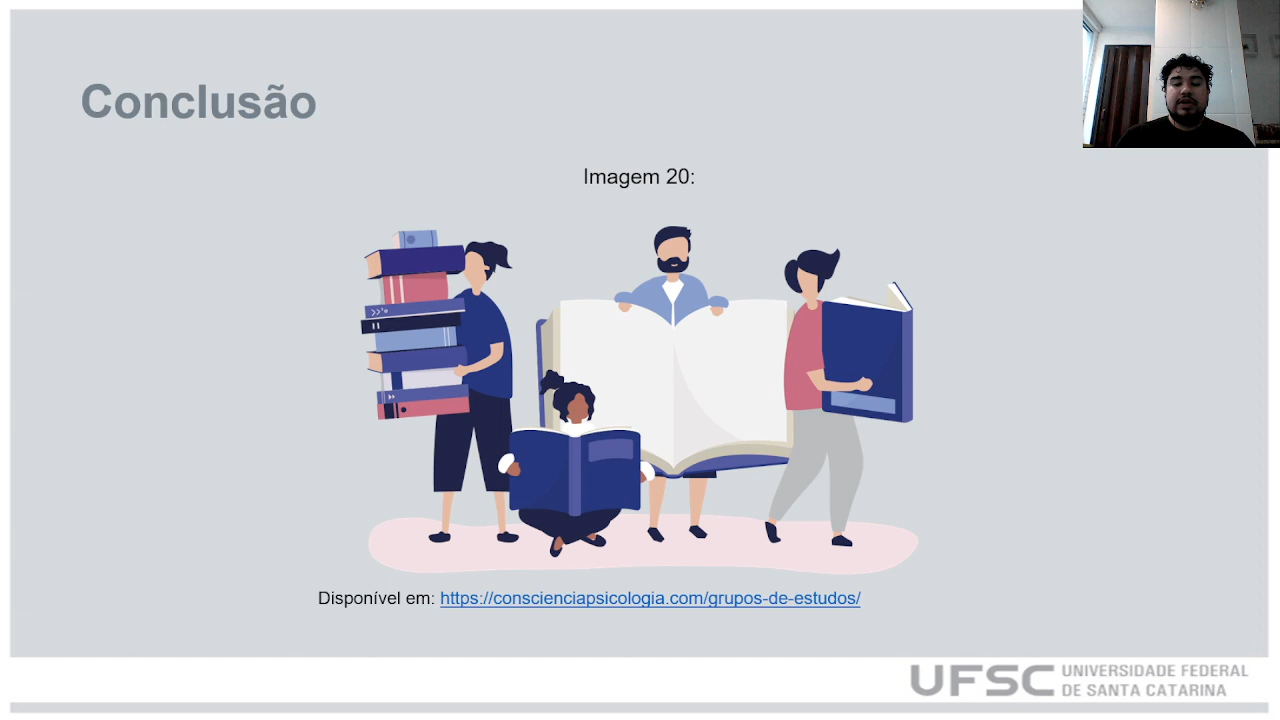 Conclusão
Imagem 20:
Disponível em: https://conscienciapsicologia.com/grupos-de-estudos/
UFSC UNIVERSIDADE FEDERAL
DE SANTA CATARINA